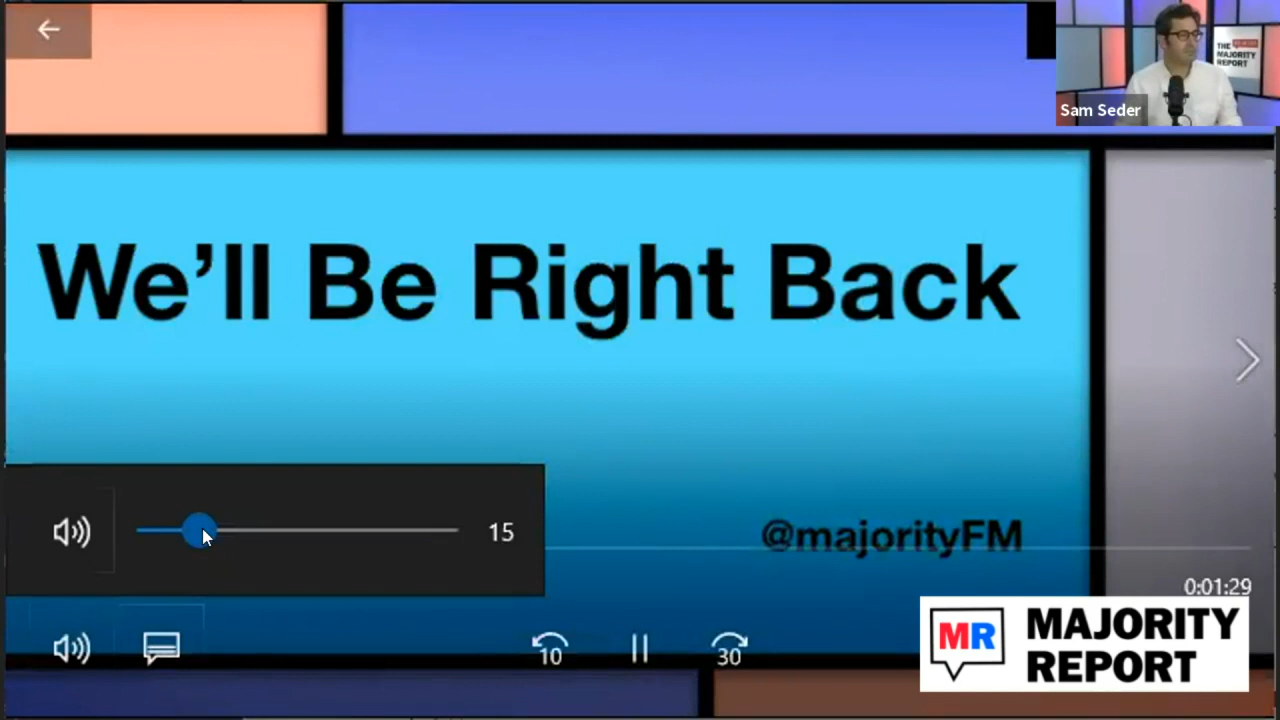 THE
MAJORITY
REPORT
Sam Seder
We'll Be Right Back
15
@majorityFM
0:01:29
10
30
MR
MAJORITY
REPORT